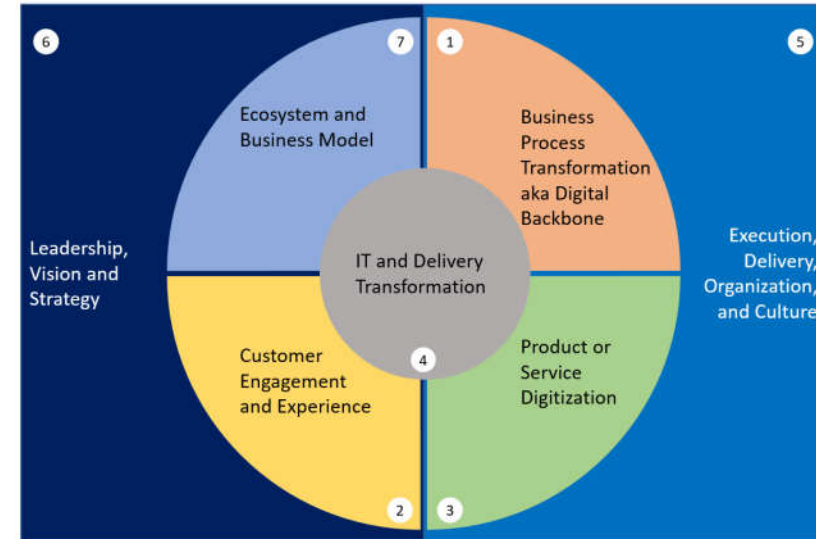 6
7
1
5
Ecosystem and
Business Model
Business
Process
Transformation
aka Digital
Backbone
Leadership,
Vision and
Strategy
IT and Delivery
Transformation
Execution,
Delivery,
Organization,
and Culture
Customer
Engagement
and Experience
4
Product or
Service
Digitization
2
3